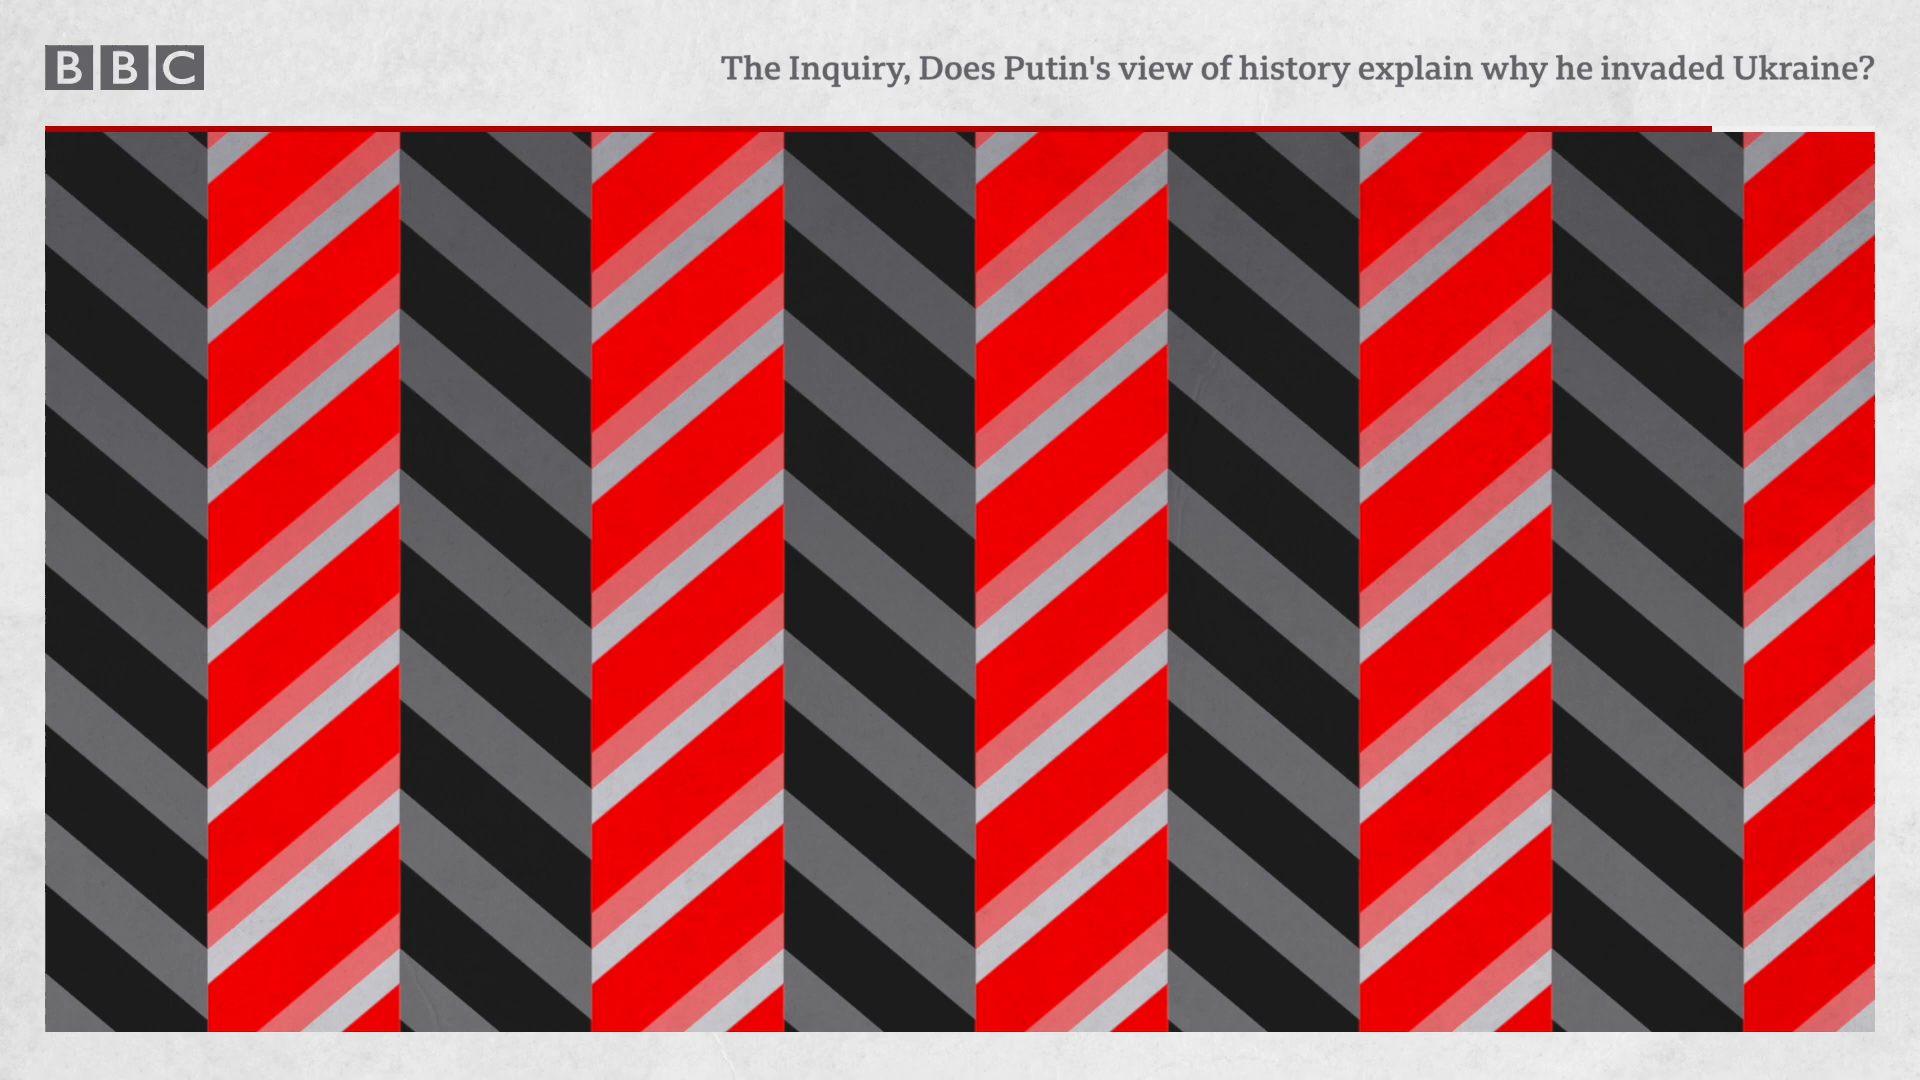 BBC
The Inquiry, Does Putin's view of history explain why he invaded Ukraine?